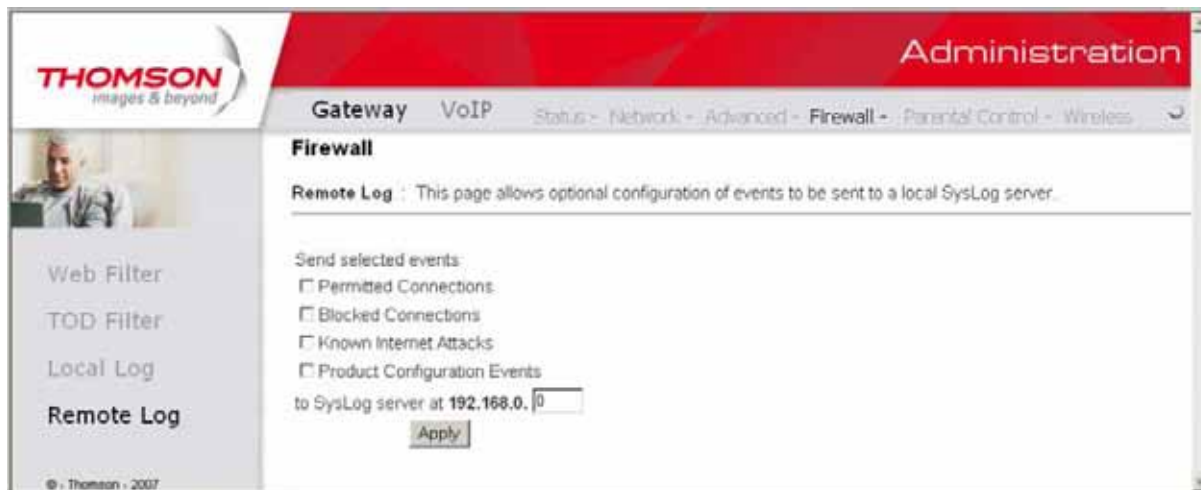 THOMSON
images & beyond
Administration
Gateway VoIP Status - Network - Advanced - Firewall - Parental Control - Wireless
Firewall
Remote Log : This page allows optional configuration of events to be sent to a local SysLog server.
Web Filter
TOD Filter
Local Log
Remote Log
© - Thomson - 2007
Send selected events
Permitted Connections
Blocked Connections
Known Internet Attacks
Product Configuration Events
to SysLog server at 192.168.0. 0
Apply